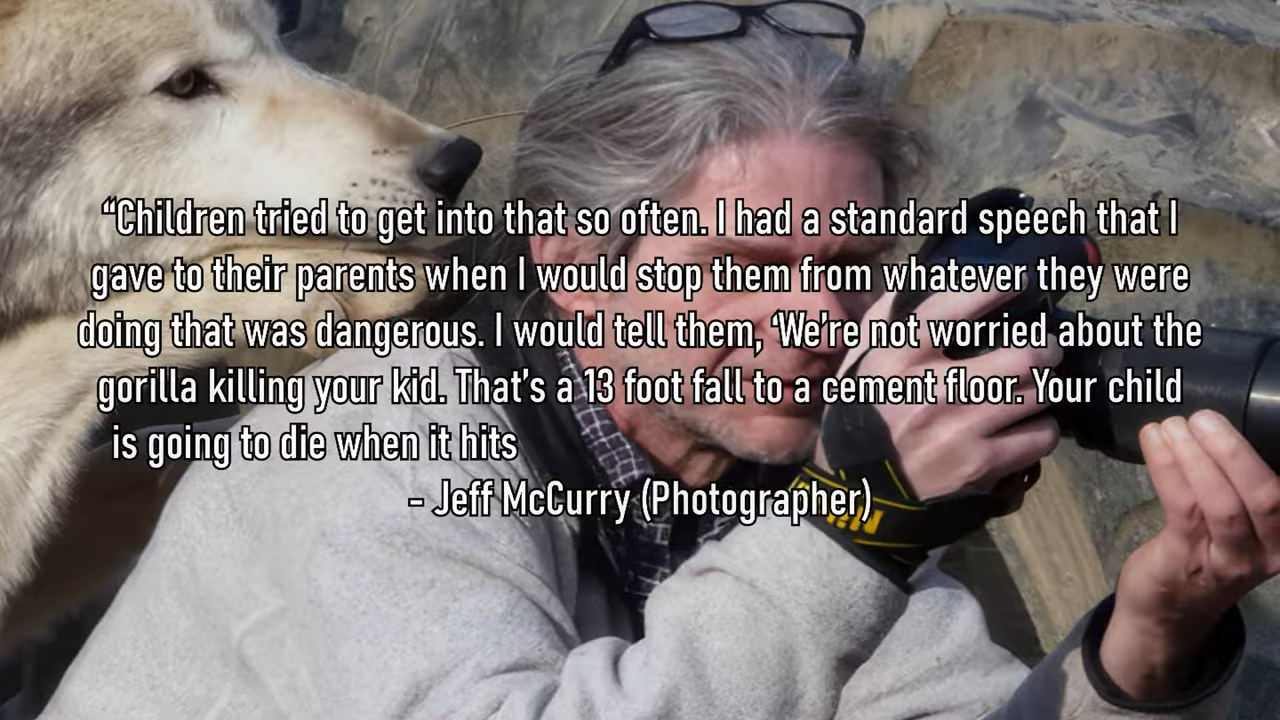 “Children tried to get into that so often. I had a standard speech that I
gave to their parents when I would stop them from whatever they were
doing that was dangerous. I would tell them, ‘We’re not worried about the
gorilla killing your kid. That’s a 13 foot fall to a cement floor. Your child
is going to die when it hits
- Jeff McCurry (Photographer)